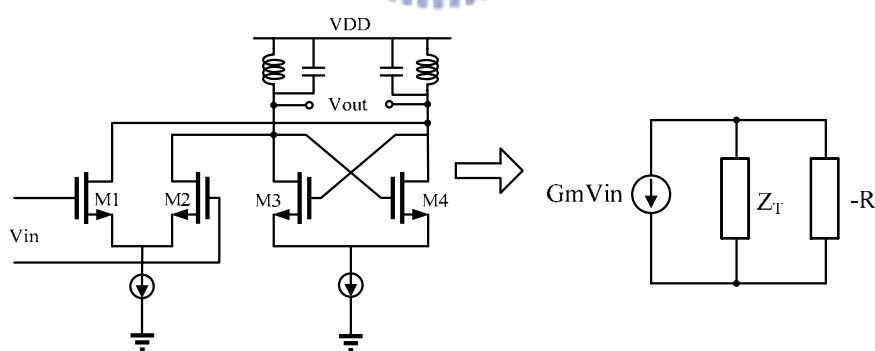 VDD
Vout
M1
M2
M3
M4
Vin
GmVin
Z_T
-R